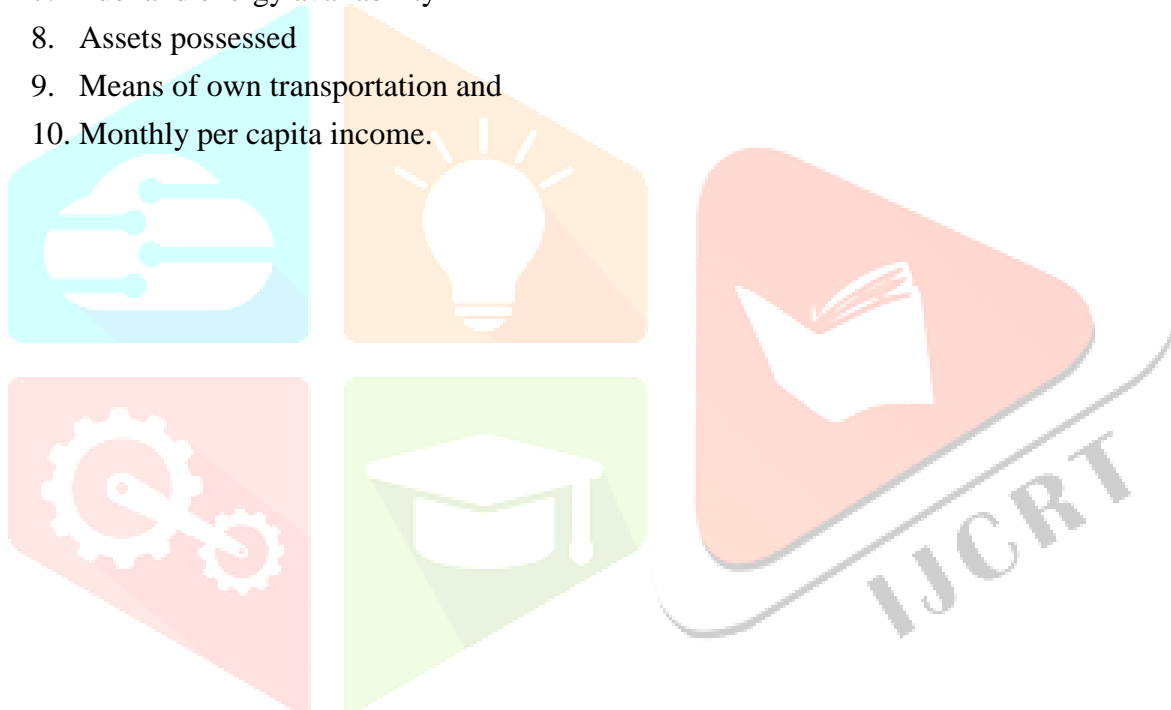 8. Assets possessed
9. Means of own transportation and
10. Monthly per capita income.
IJCRT